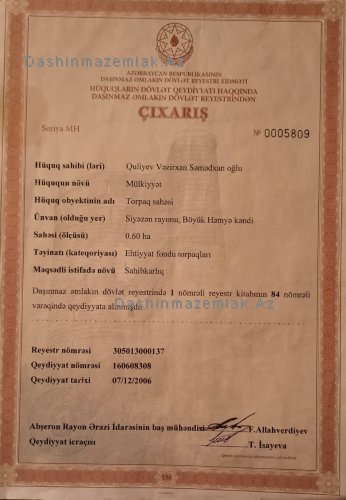 Dashinmazemlak.Az
AZƏRBAYCAN RESPUBLİKASININ
DAŞINMAZ ƏMLAKIN DÖVLƏT REYESTRİ XİDMƏTİ
HÜQUQLARIN DÖVLƏT QEYDİYYATI HAQQINDA
DAŞINMAZ ƏMLAKIN DÖVLƏT REYESTRİNDƏN
ÇIXARIŞ
Seriya MH
№ 0005809
Hüquq sahibi (ləri) Quliyev Vəzirxan Səmədxan oğlu
Hüququn növü Mülkiyyət
Hüquq obyektinin adı Torpaq sahəsi
Ünvan (olduğu yer) Siyəzən rayonu, Böyük Həmyə kəndi
Sahəsi (ölçüsü) 0.60 ha
Təyinatı (kateqoriyası) Ehtiyyat fondu torpaqları
Məqsədli istifadə növü Sahibkarlıq
Daşınmaz əmlakın dövlət reyestrində 1 nömrəli reyestr kitabının 84 nömrəli
vərəqində qeydiyyata alınmışdır.
Dashinmazemlak.Az
Reyestr nömrəsi 305013000137
Qeydiyyat nömrəsi 160608308
Qeydiyyat tarixi 07/12/2006
Abşeron Rayon Ərazi İdarəsinin baş mühəndisi F.Allahverdiyev
Qeydiyyat icraçısı T. İsayeva
TM